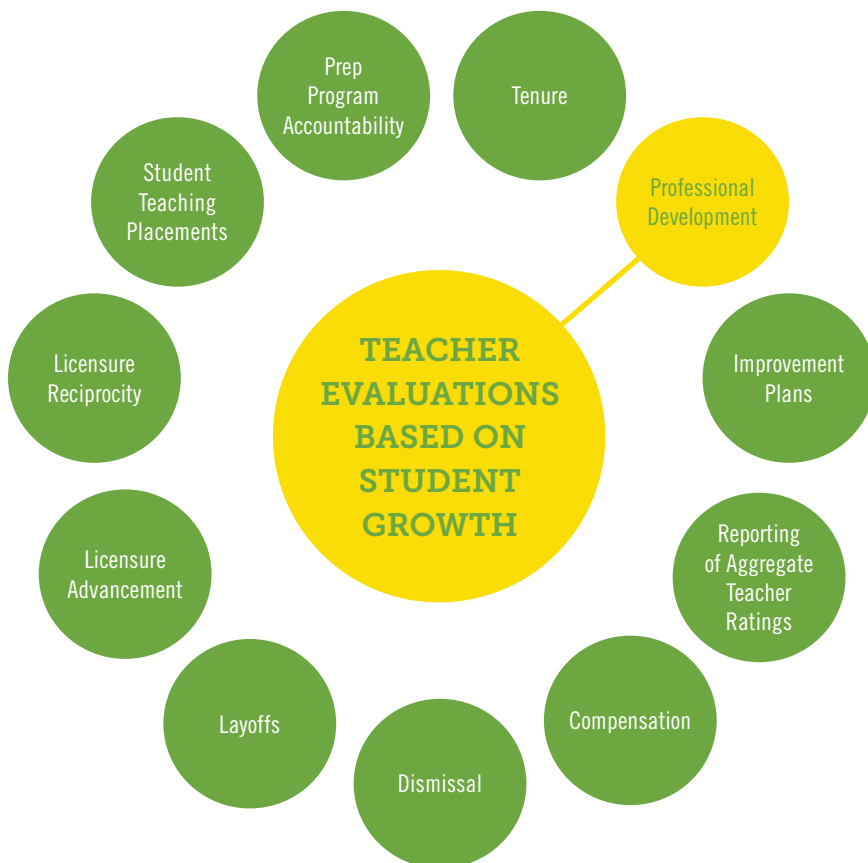 Prep
Program
Accountability
Tenure
Professional
Development
Improvement
Plans
Reporting
of Aggregate
Teacher
Ratings
Compensation
Dismissal
Layoffs
Licensure
Advancement
Licensure
Reciprocity
Student
Teaching
Placements
TEACHER
EVALUATIONS
BASED ON
STUDENT
GROWTH